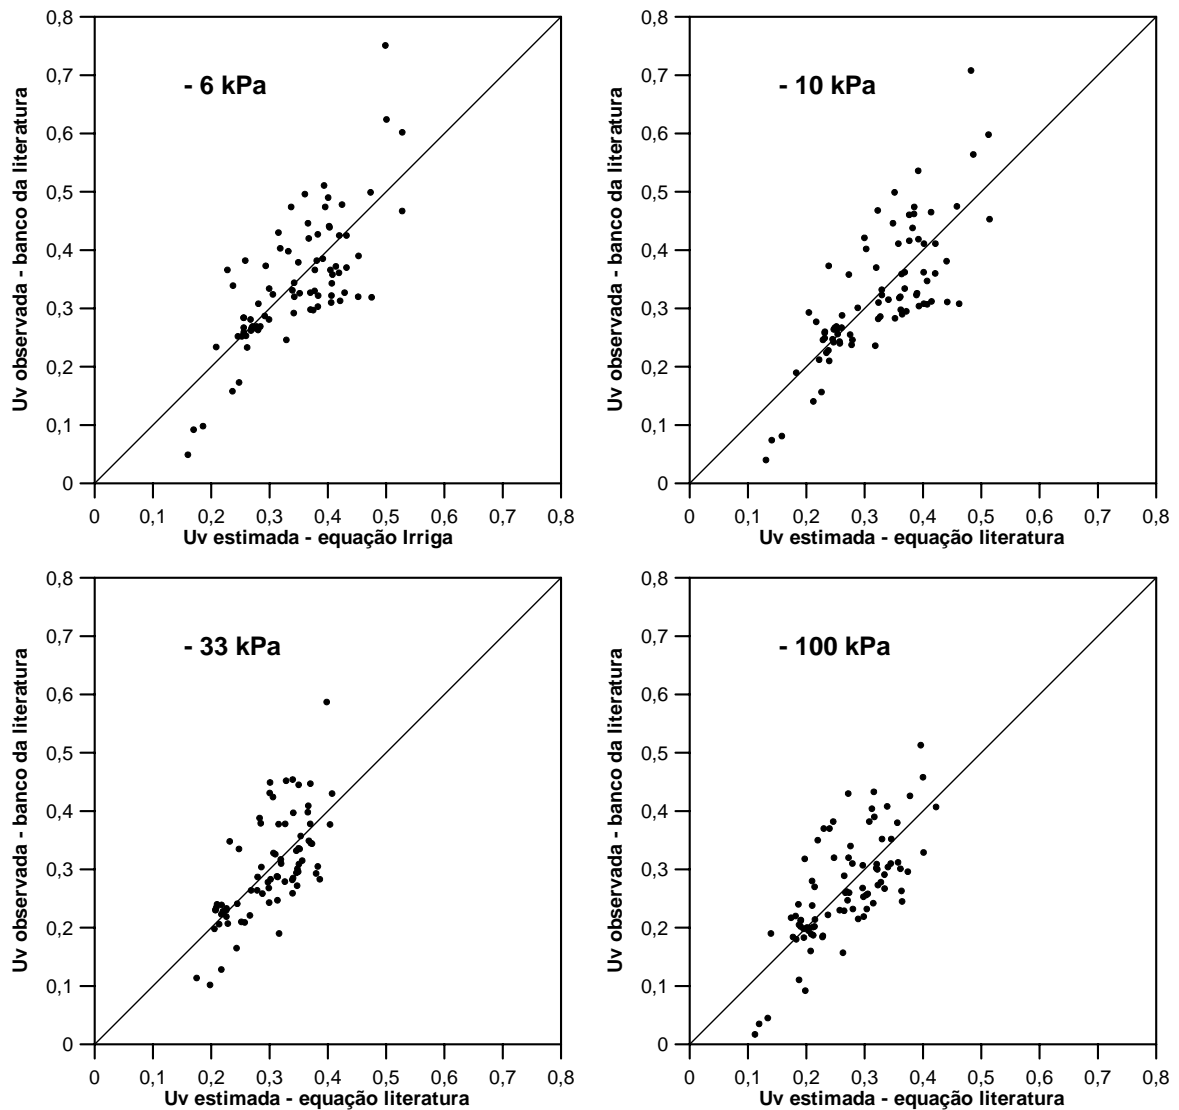 0,8
0,7
0,6
0,5
0,4
0,3
0,2
0,1
0
Uv observada - banco da literatura
- 6 kPa
0 0,1 0,2 0,3 0,4 0,5 0,6 0,7 0,8
Uv estimada - equação Irriga
0,8
0,7
0,6
0,5
0,4
0,3
0,2
0,1
0
Uv observada - banco da literatura
- 10 kPa
0 0,1 0,2 0,3 0,4 0,5 0,6 0,7 0,8
Uv estimada - equação literatura
0,8
0,7
0,6
0,5
0,4
0,3
0,2
0,1
0
Uv observada - banco da literatura
- 33 kPa
0 0,1 0,2 0,3 0,4 0,5 0,6 0,7 0,8
Uv estimada - equação literatura
0,8
0,7
0,6
0,5
0,4
0,3
0,2
0,1
0
Uv observada - banco da literatura
- 100 kPa
0 0,1 0,2 0,3 0,4 0,5 0,6 0,7 0,8
Uv estimada - equação literatura